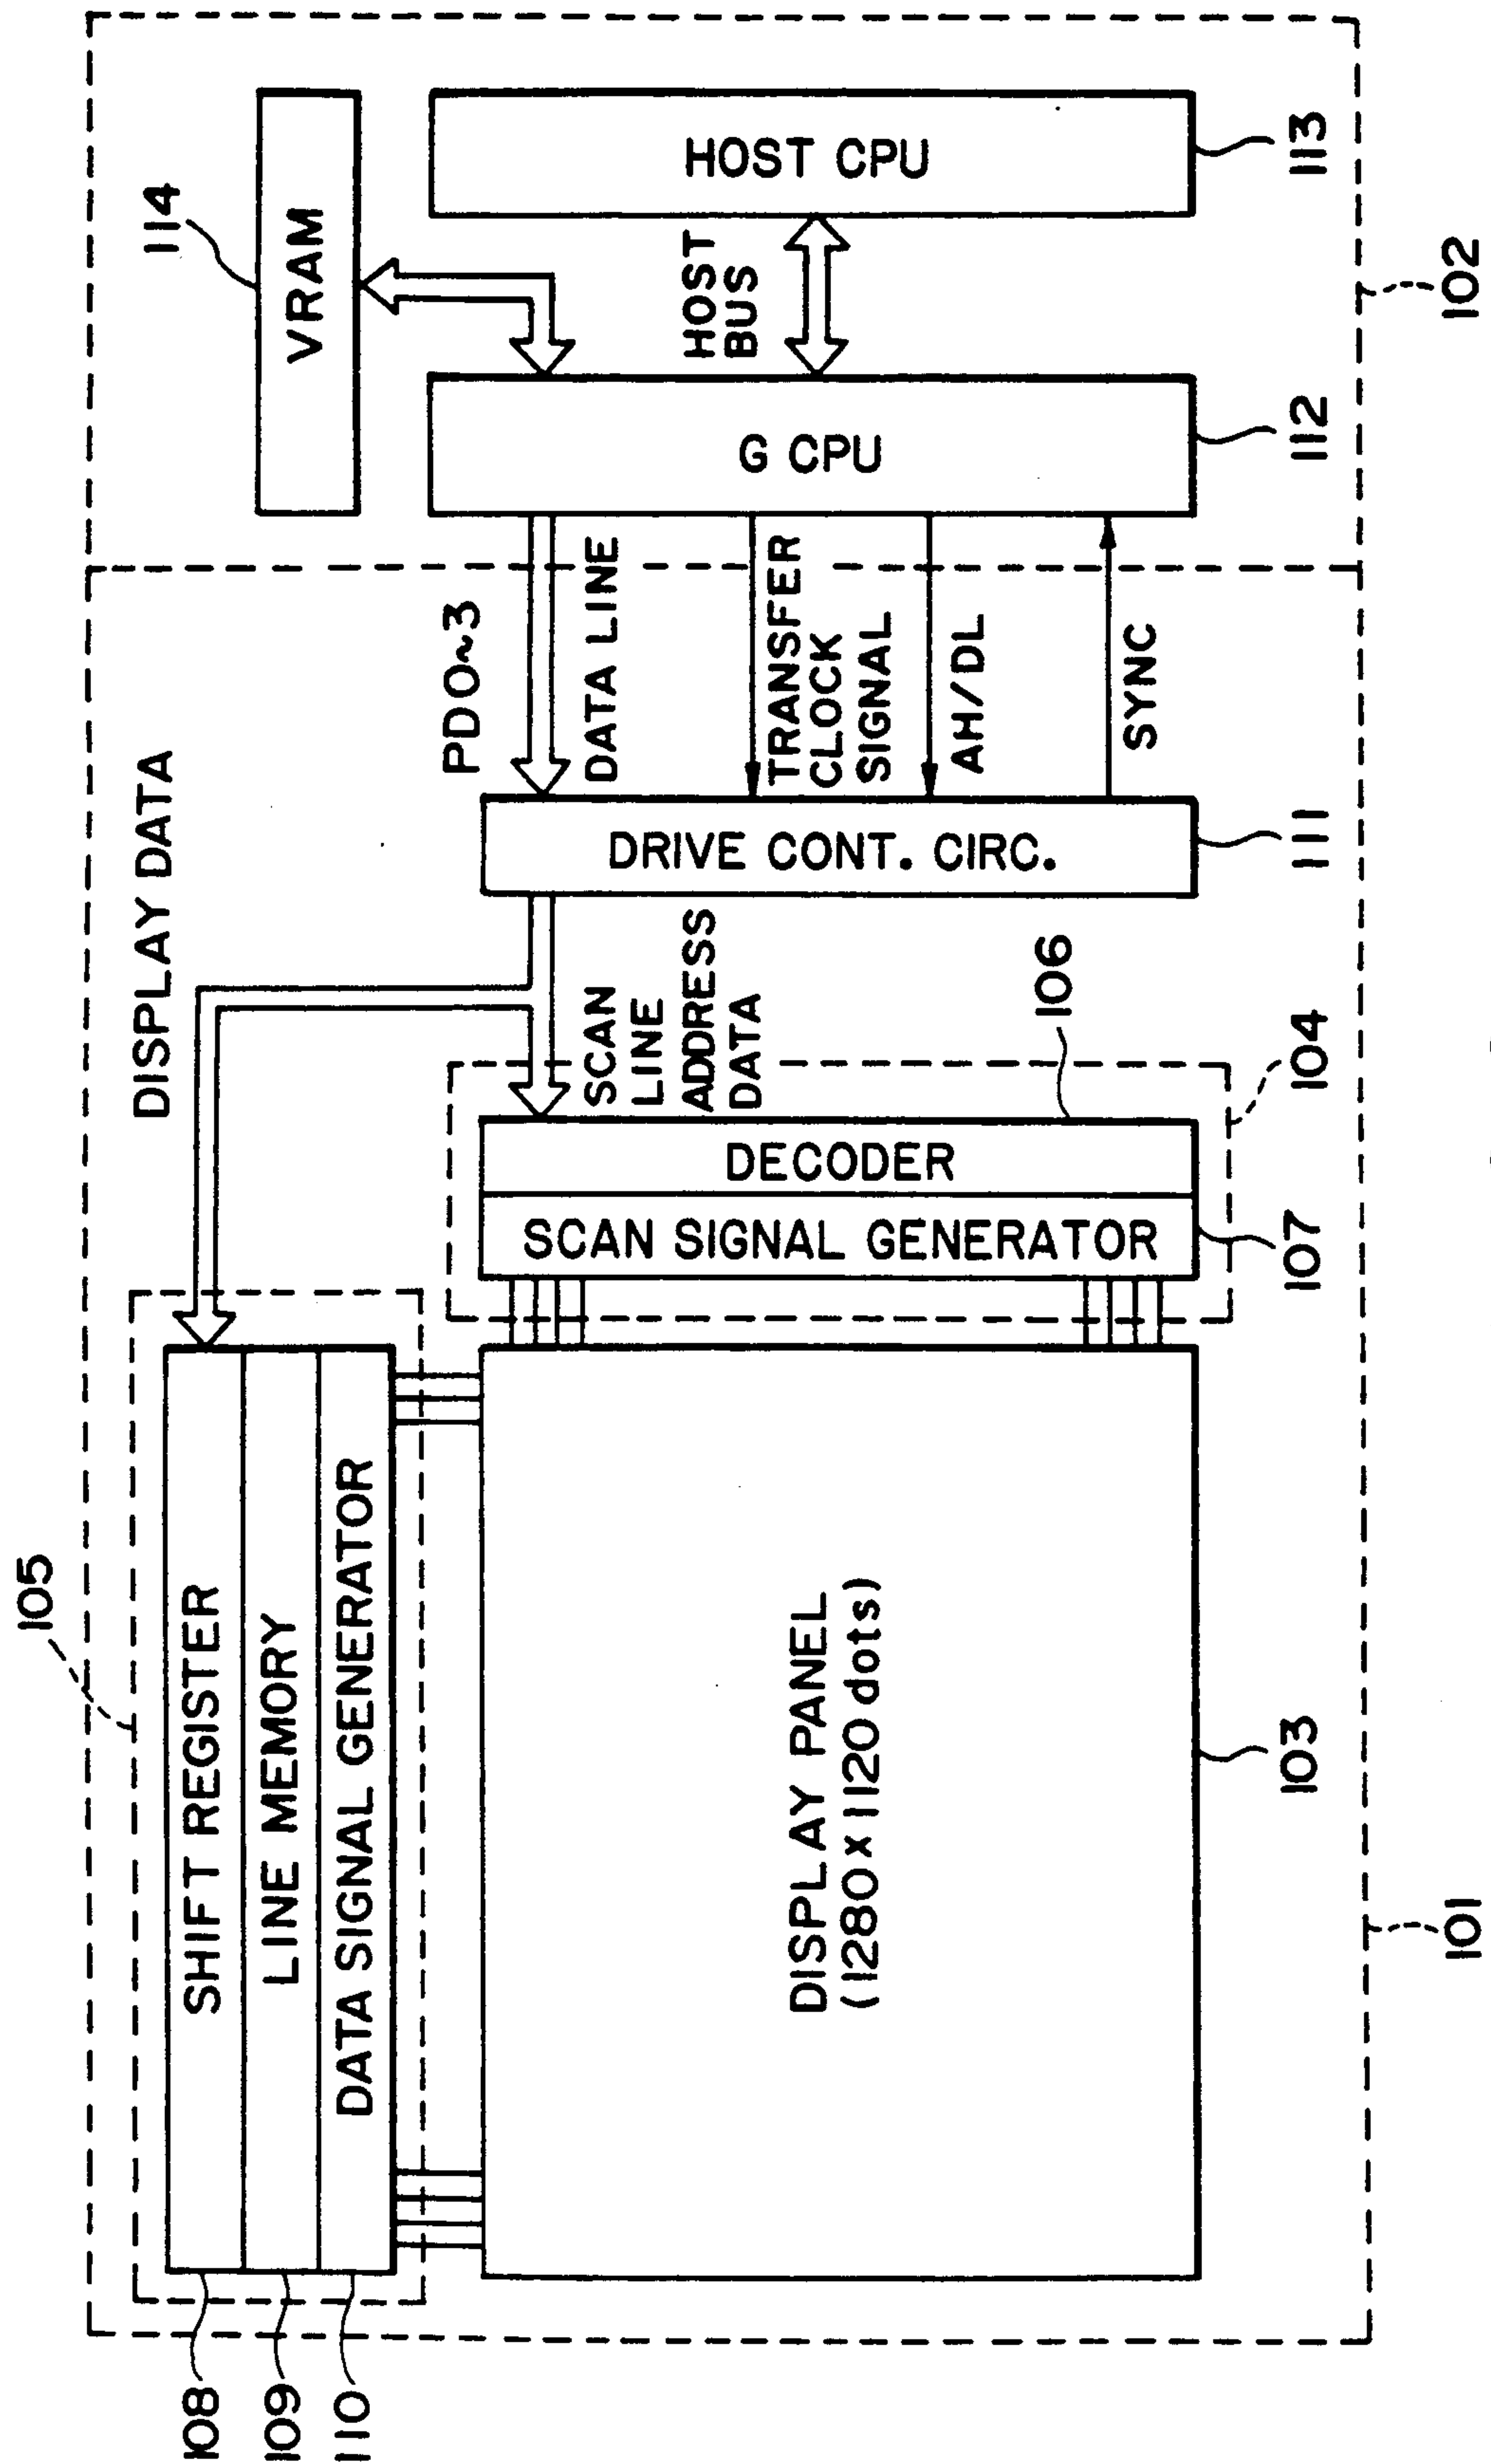 105
108
SHIFT REGISTER
109
LINE MEMORY
110
DATA SIGNAL GENERATOR
DISPLAY DATA
114
VRAM
PD0~3
DATA LINE
TRANSFER
CLOCK
SIGNAL
AH/DL
SYNC
HOST
BUS
HOST CPU
113
G CPU
112
DRIVE CONT. CIRC.
111
SCAN
LINE
ADDRESS
DATA
106
104
DECODER
SCAN SIGNAL GENERATOR
107
DISPLAY PANEL
(1280 x 1120 dots)
103
101
102